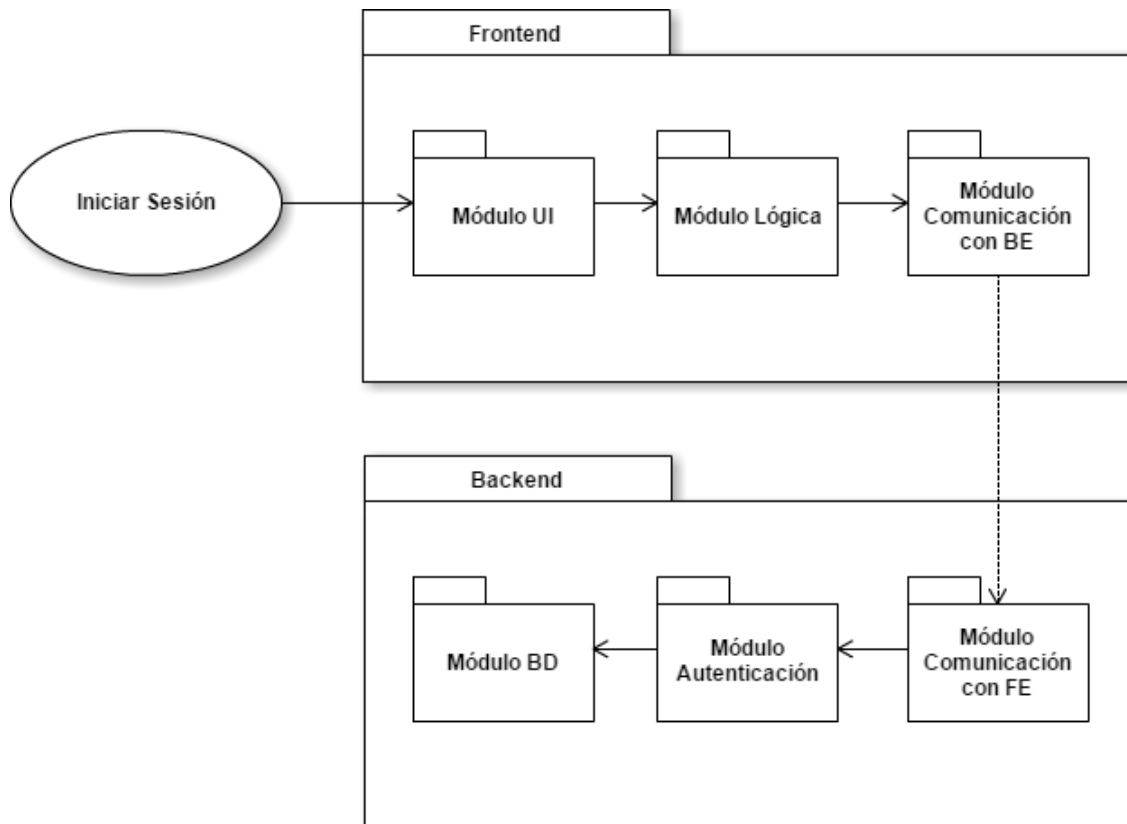 Frontend
Iniciar Sesión
Módulo UI
Módulo Lógica
Módulo
Comunicación
con BE
Backend
Módulo BD
Módulo
Autenticación
Módulo
Comunicación
con FE